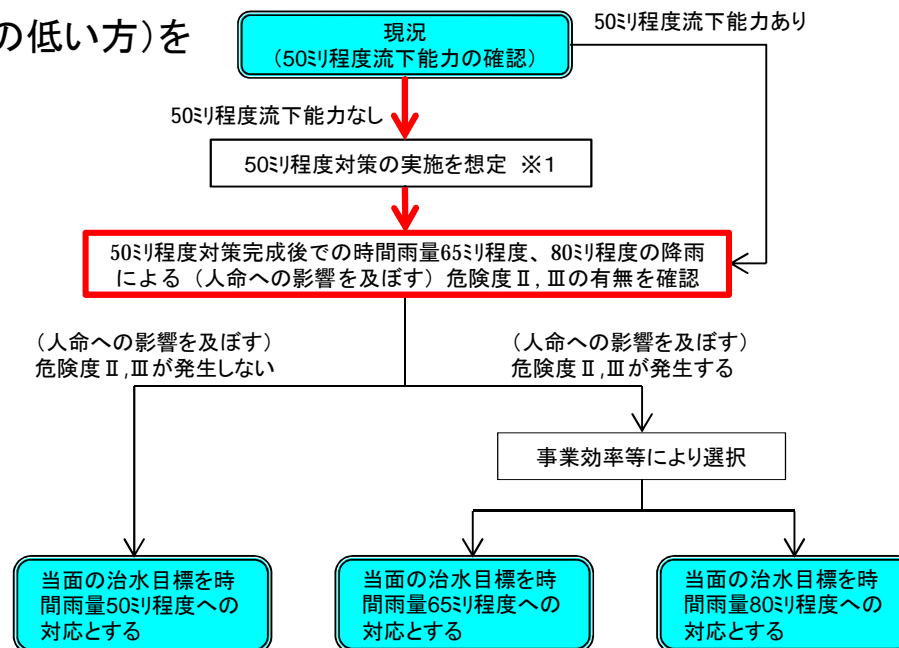 の低い方)を
現況
(50ミリ程度流下能力の確認)
50ミリ程度流下能力あり
50ミリ程度流下能力なし
50ミリ程度対策の実施を想定 ※1
50ミリ程度対策完成後での時間雨量65ミリ程度、80ミリ程度の降雨
による（人命への影響を及ぼす）危険度Ⅱ,Ⅲの有無を確認
（人命への影響を及ぼす）
危険度Ⅱ,Ⅲが発生しない
（人命への影響を及ぼす）
危険度Ⅱ,Ⅲが発生する
事業効率等により選択
当面の治水目標を時
間雨量50ミリ程度への
対応とする
当面の治水目標を時
間雨量65ミリ程度への
対応とする
当面の治水目標を時
間雨量80ミリ程度への
対応とする